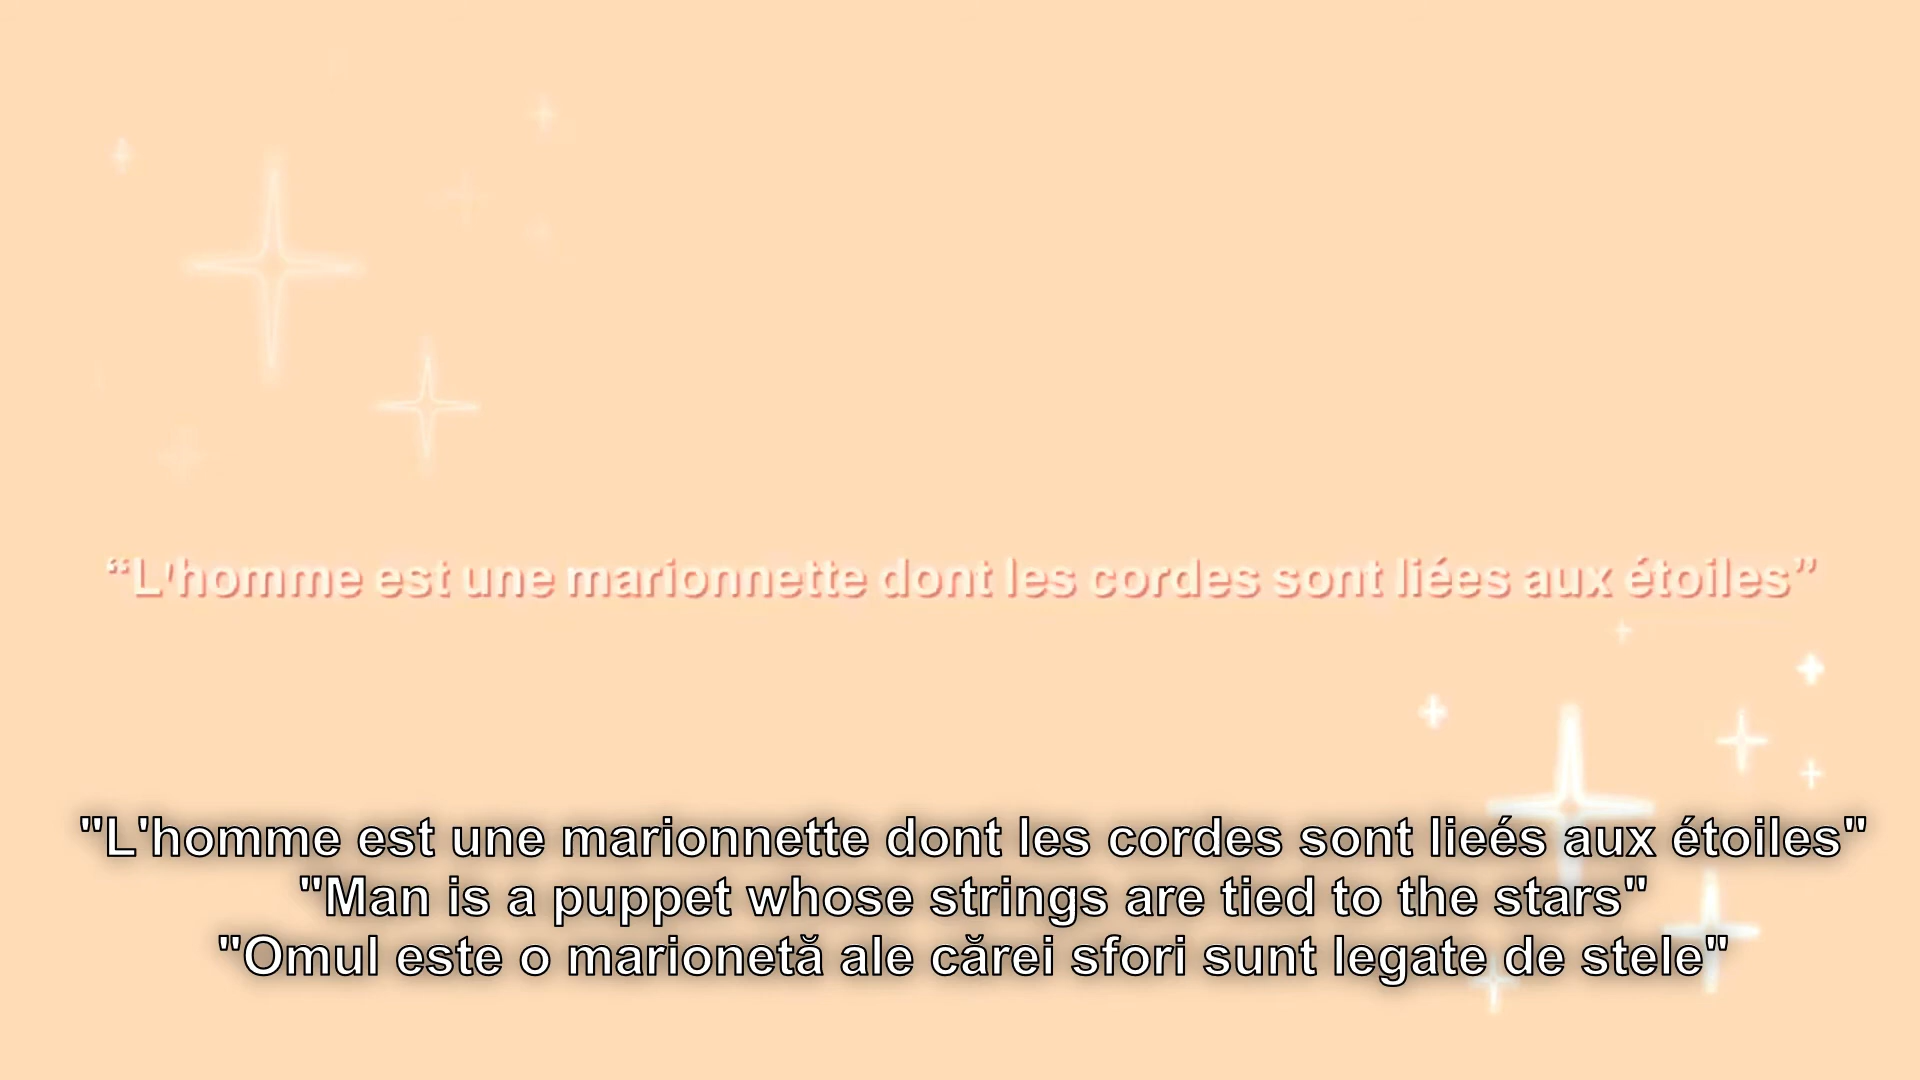 “L'homme est une marionnette dont les cordes sont liées aux étoiles”
"L'homme est une marionnette dont les cordes sont lieés aux étoiles"
"Man is a puppet whose strings are tied to the stars"
"Omul este o marionetă ale cărei sfori sunt legate de stele"